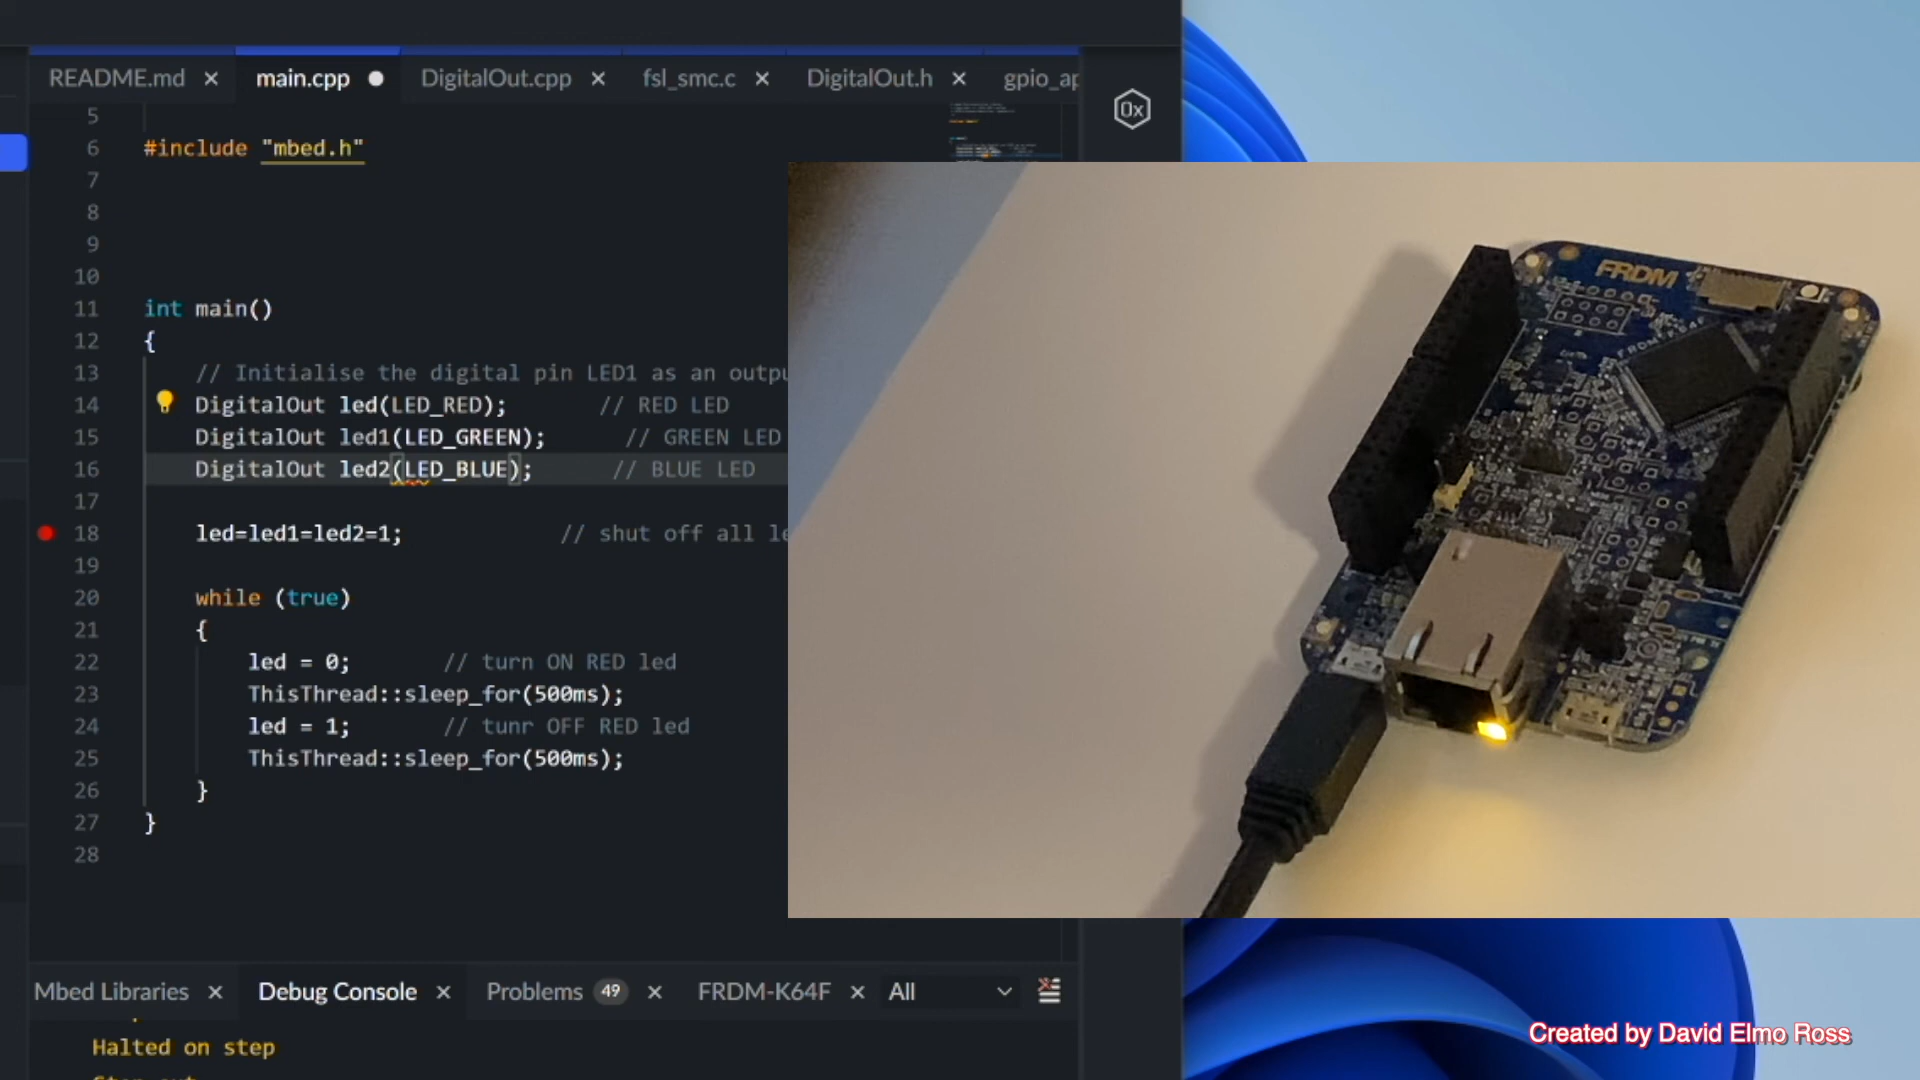 README.md × main.cpp ● DigitalOut.cpp × fsl_smc.c × DigitalOut.h × gpio_ap
0x
5
6 #include "mbed.h"
7
8
9
10
11 int main()
12 {
13 // Initialise the digital pin LED1 as an outpu
14 DigitalOut led(LED_RED); // RED LED
15 DigitalOut led1(LED_GREEN); // GREEN LED
16 DigitalOut led2(LED_BLUE); // BLUE LED
17
18 led=led1=led2=1; // shut off all le
19
20 while (true)
21 {
22 led = 0; // turn ON RED led
23 ThisThread::sleep_for(500ms);
24 led = 1; // tunr OFF RED led
25 ThisThread::sleep_for(500ms);
26 }
27 }
28
FRDM
Mbed Libraries × Debug Console × Problems 49 × FRDM-K64F × All
Halted on step
Created by David Elmo Ross